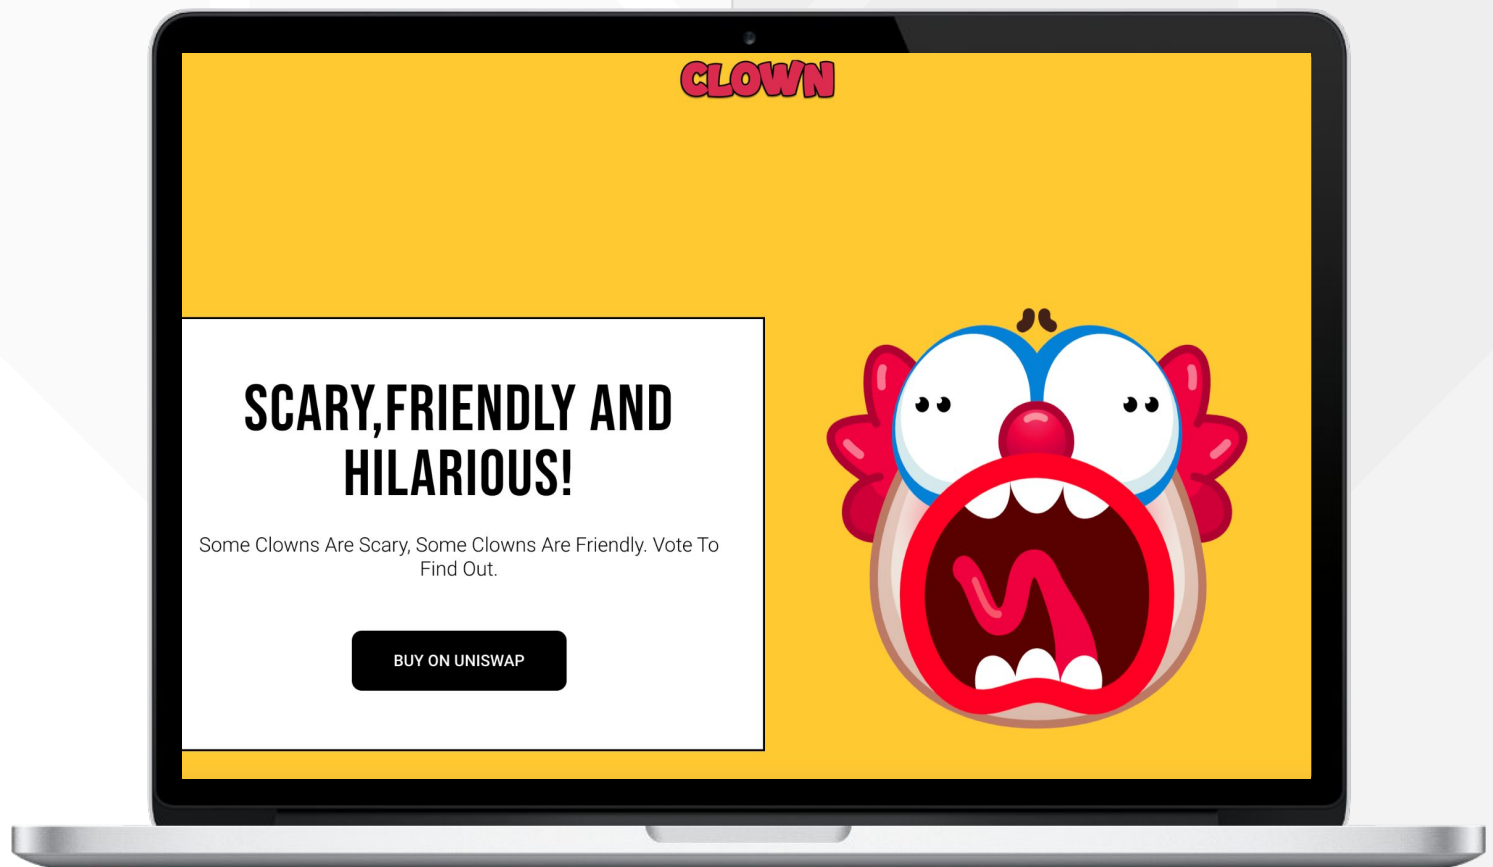 CLOWN
SCARY,FRIENDLY AND
HILARIOUS!
Some Clowns Are Scary, Some Clowns Are Friendly. Vote To
Find Out.
BUY ON UNISWAP